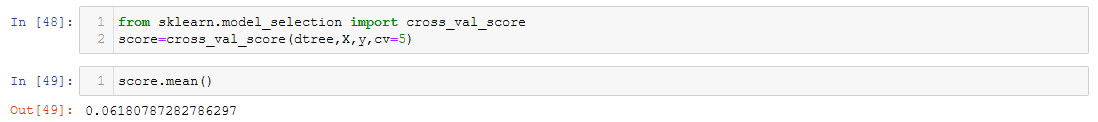 In [48]: 1 from sklearn.model_selection import cross_val_score
2 score=cross_val_score(dtree,X,y,cv=5)
In [49]: 1 score.mean()
Out[49]: 0.06180787282786297